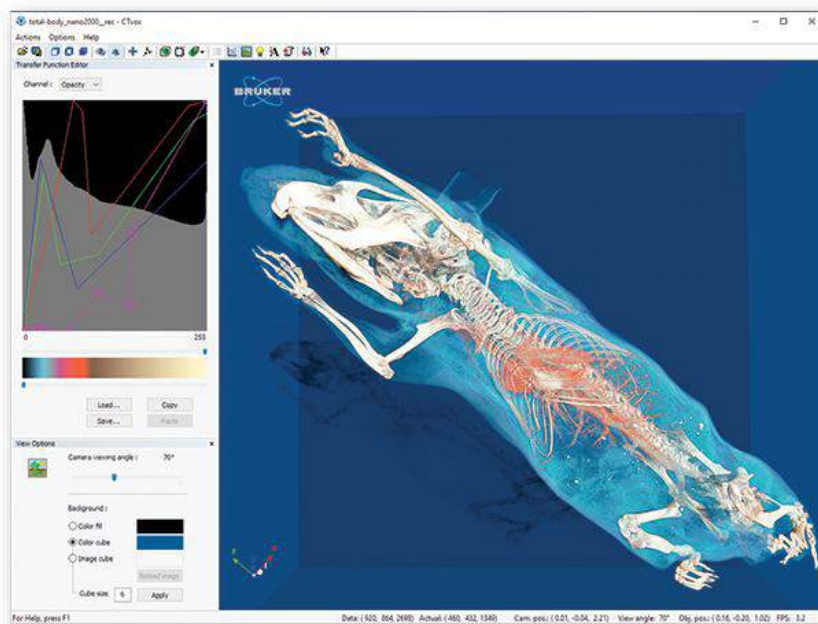 total-body_nano2000__rec - CTvox
Actions Options Help
Transfer Function Editor
Channel : Opacity
BRUKER
0 255
Load... Copy
Save... Paste
View Options
Camera viewing angle : 70°
Background :
Color fill
Color cube
Image cube
Reload image
Cube size: 6 Apply
For Help, press F1 Data: ( 920, 864, 2698) Actual: ( 460, 432, 1349) Cam. pos.: ( 0.01, -0.04, 2.21) View angle: 70° Obj. pos.: ( 0.16, -0.20, 1.02) FPS: 3.2